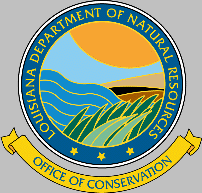 LOUISIANA DEPARTMENT OF NATURAL RESOURCES
OFFICE OF CONSERVATION